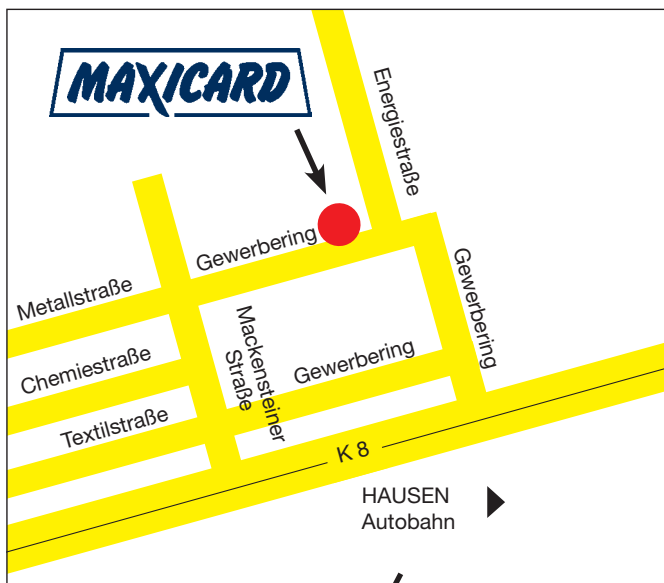 MAXICARD
Energiestraße
Gewerbering
Metallstraße
Gewerbering
Mackensteiner
Straße
Gewerbering
Chemiestraße
Textilstraße
K 8
HAUSEN
Autobahn